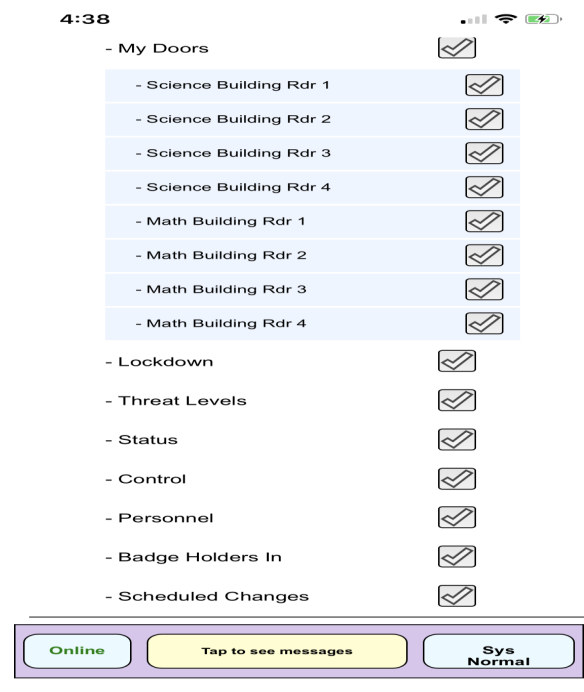 4:38
- My Doors
- Science Building Rdr 1
- Science Building Rdr 2
- Science Building Rdr 3
- Science Building Rdr 4
- Math Building Rdr 1
- Math Building Rdr 2
- Math Building Rdr 3
- Math Building Rdr 4
- Lockdown
- Threat Levels
- Status
- Control
- Personnel
- Badge Holders In
- Scheduled Changes
Online
Tap to see messages
Sys
Normal